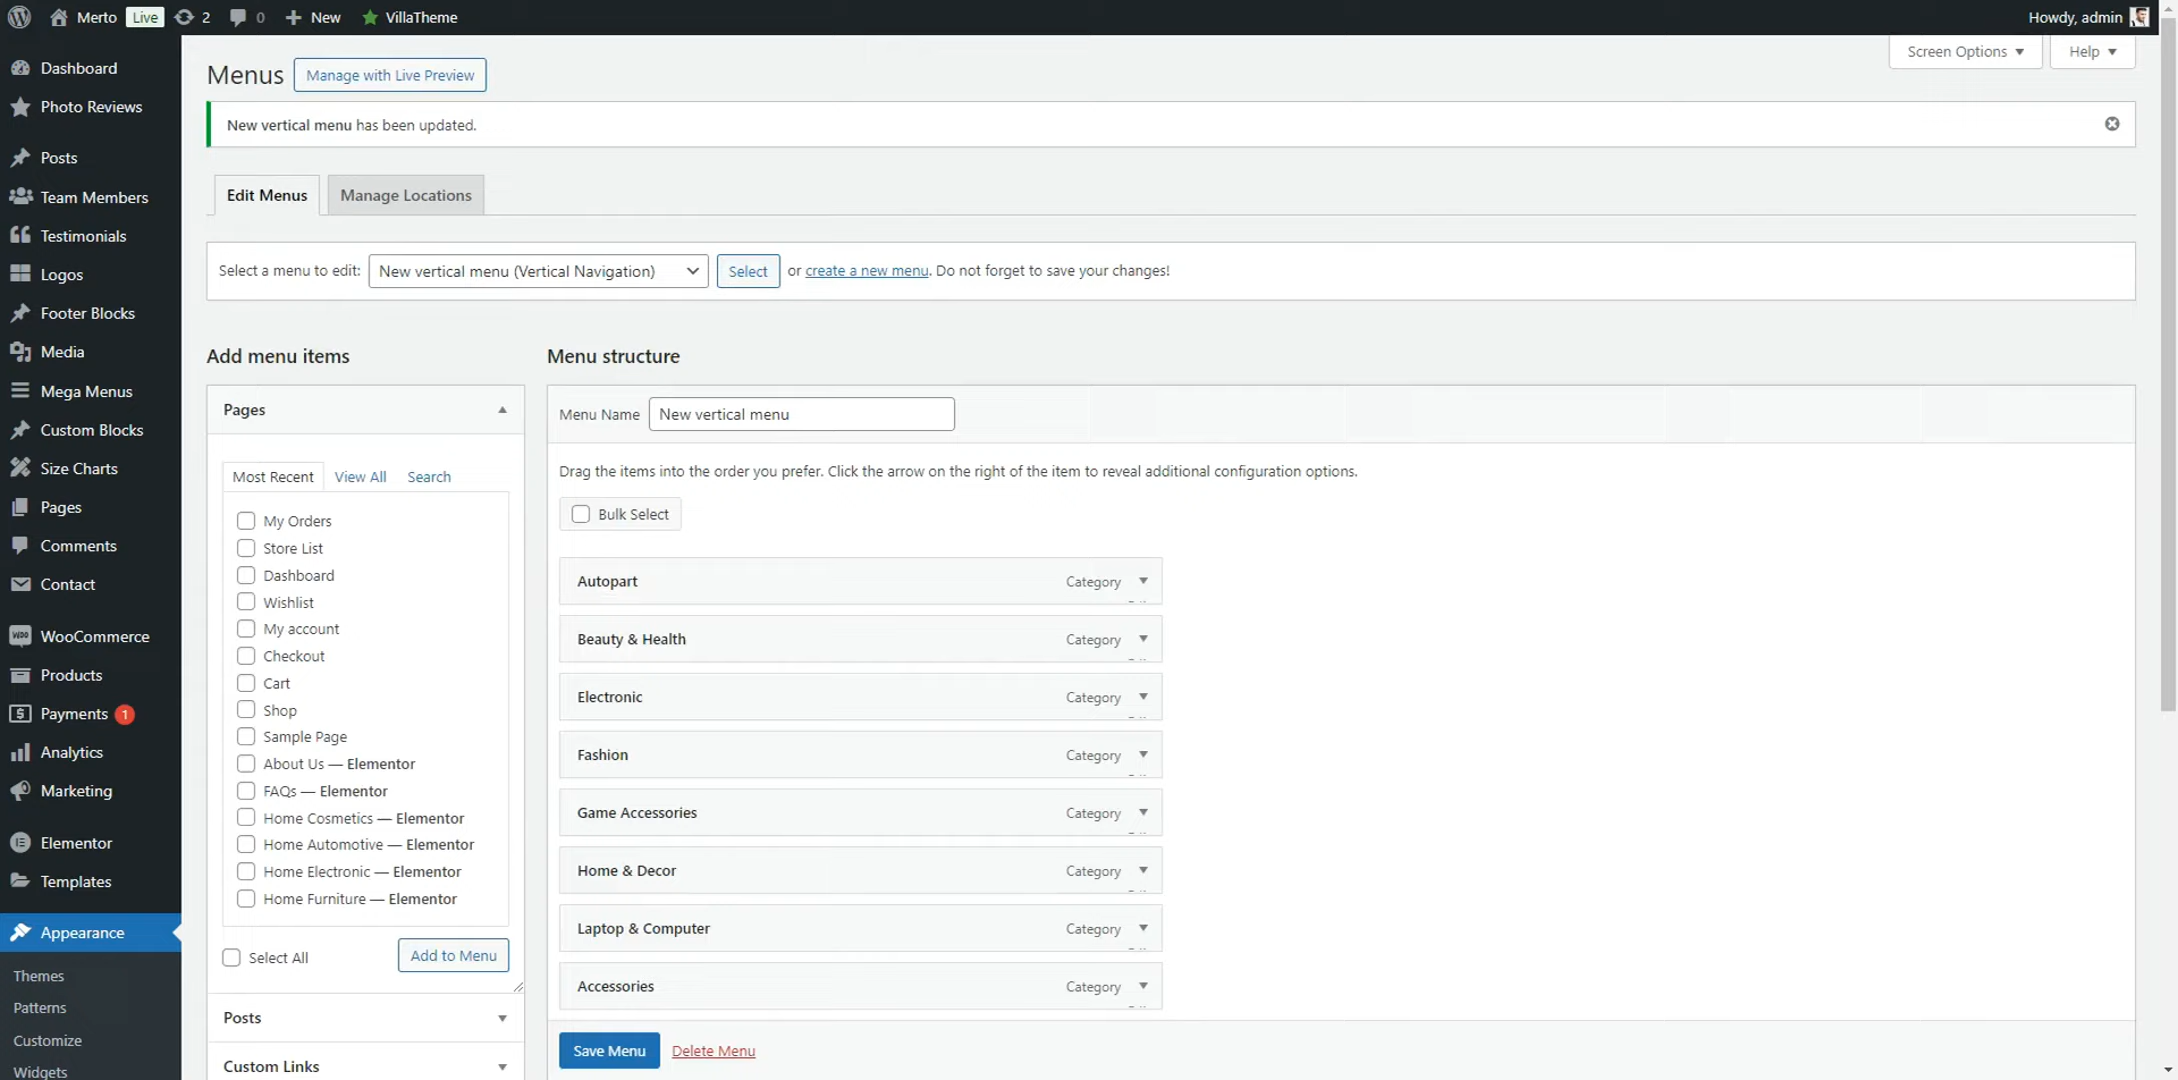 Merto Live 2 0 New VillaTheme Howdy, admin
Screen Options Help
Dashboard
Photo Reviews
Posts
Team Members
Testimonials
Logos
Footer Blocks
Media
Mega Menus
Custom Blocks
Size Charts
Pages
Comments
Contact
WooCommerce
Products
Payments 1
Analytics
Marketing
Elementor
Templates
Appearance
Themes
Patterns
Customize
Widgets
Menus Manage with Live Preview
New vertical menu has been updated.
Edit Menus Manage Locations
Select a menu to edit: New vertical menu (Vertical Navigation) Select or create a new menu. Do not forget to save your changes!
Add menu items
Pages
Most Recent View All Search
My Orders
Store List
Dashboard
Wishlist
My account
Checkout
Cart
Shop
Sample Page
About Us — Elementor
FAQs — Elementor
Home Cosmetics — Elementor
Home Automotive — Elementor
Home Electronic — Elementor
Home Furniture — Elementor
Select All Add to Menu
Posts
Custom Links
Menu structure
Menu Name New vertical menu
Drag the items into the order you prefer. Click the arrow on the right of the item to reveal additional configuration options.
Bulk Select
Autopart Category
Beauty & Health Category
Electronic Category
Fashion Category
Game Accessories Category
Home & Decor Category
Laptop & Computer Category
Accessories Category
Save Menu Delete Menu